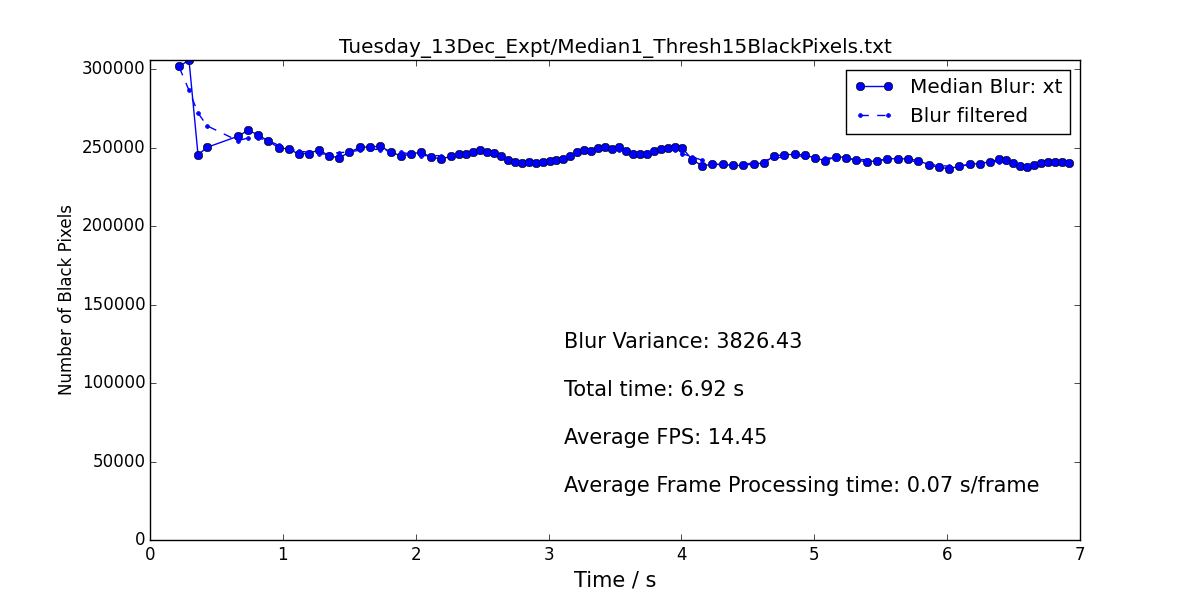 Tuesday_13Dec_Expt/Median1_Thresh15BlackPixels.txt
300000
250000
200000
150000
100000
50000
0
Number of Black Pixels
Median Blur: xt
Blur filtered
Blur Variance: 3826.43
Total time: 6.92 s
Average FPS: 14.45
Average Frame Processing time: 0.07 s/frame
0 1 2 3 4 5 6 7
Time / s